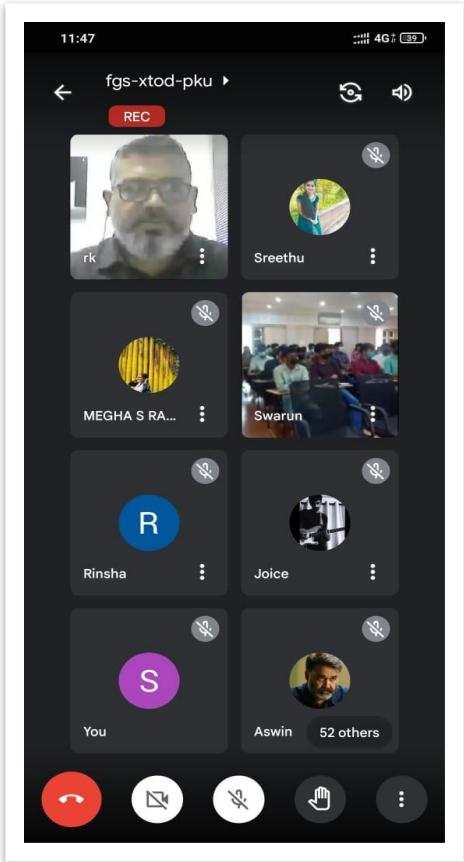 11:47
4G 39
fgs-xtod-pku
REC
rk
Sreethu
MEGHA S RA...
Swarun
R
Rinsha
Joice
S
You
Aswin
52 others